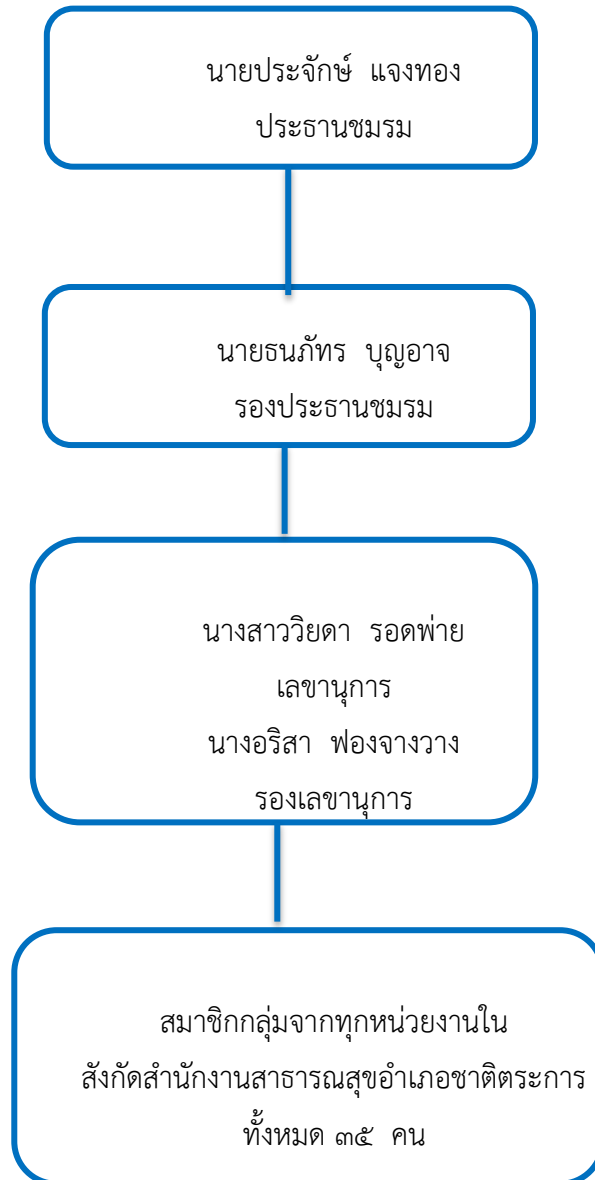 นายประจักษ์ แจงทอง
ประธานชมรม
นายธนภัทร บุญอาจ
รองประธานชมรม
นางสาววิยดา รอดพ่าย
เลขานุการ
นางอริสา ฟองจางวาง
รองเลขานุการ
สมาชิกกลุ่มจากทุกหน่วยงานใน
สังกัดสำนักงานสาธารณสุขอำเภอชาติตระการ
ทั้งหมด ๓๕ คน